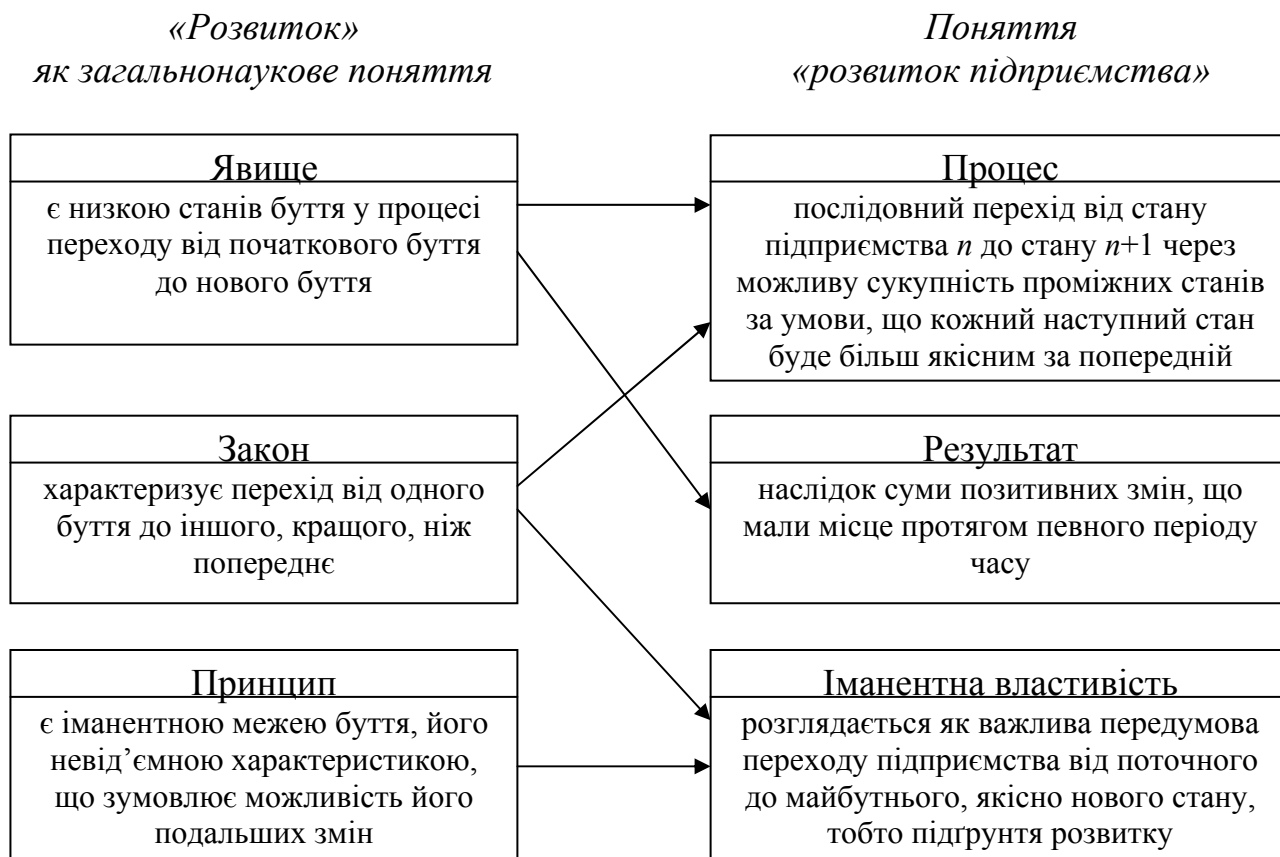 «Розвиток»
як загальнонаукове поняття
Поняття
«розвиток підприємства»
Явище
є низкою станів буття у процесі
переходу від початкового буття
до нового буття
Процес
послідовний перехід від стану
підприємства n до стану n+1 через
можливу сукупність проміжних станів
за умови, що кожний наступний стан
буде більш якісним за попередній
Закон
характеризує перехід від одного
буття до іншого, кращого, ніж
попереднє
Результат
наслідок суми позитивних змін, що
мали місце протягом певного періоду
часу
Принцип
є іманентною межею буття, його
невід’ємною характеристикою,
що зумовлює можливість його
подальших змін
Іманентна властивість
розглядається як важлива передумова
переходу підприємства від поточного
до майбутнього, якісно нового стану,
тобто підґрунтя розвитку